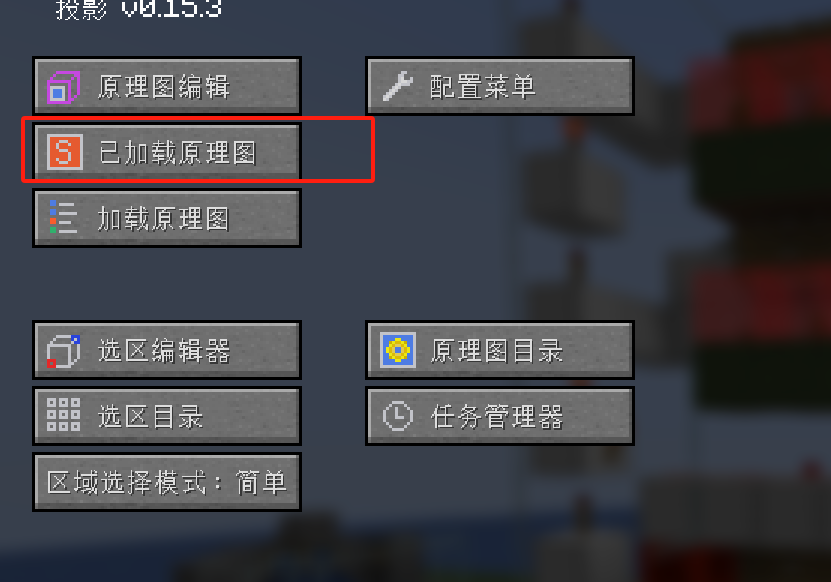 投影 v0.15.3
原理图编辑
配置菜单
S 已加载原理图
加载原理图
选区编辑器
原理图目录
选区目录
任务管理器
区域选择模式：简单